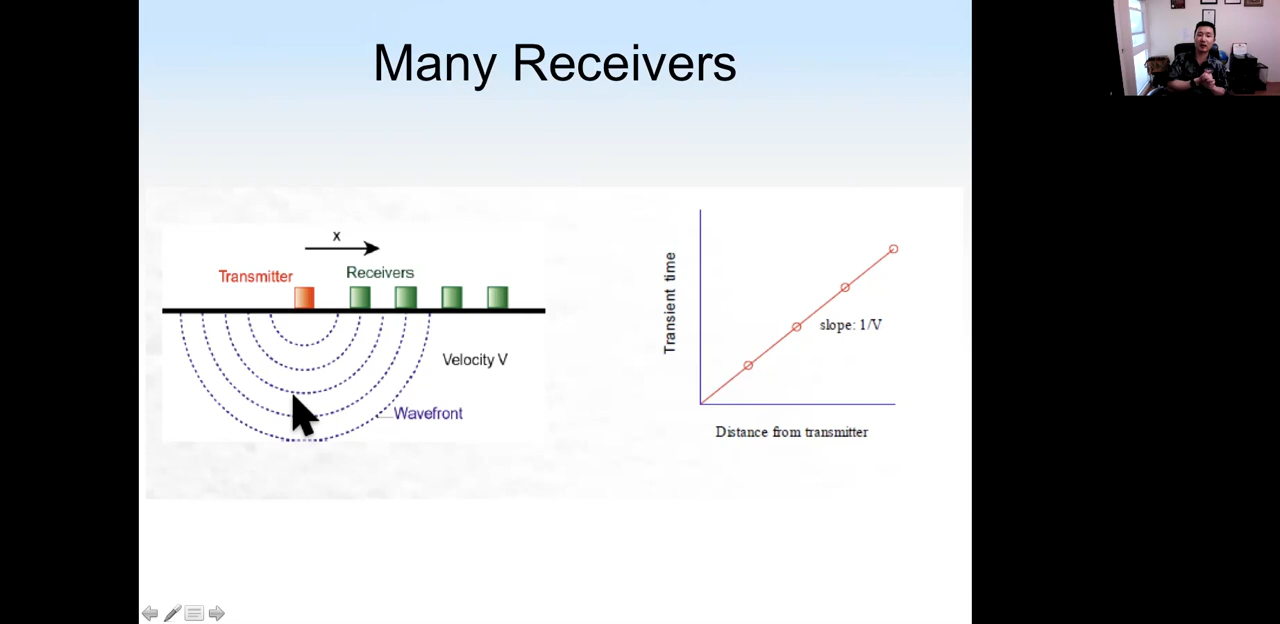 Many Receivers
x
Transmitter
Receivers
Velocity V
Wavefront
Transient time
slope: 1/V
Distance from transmitter